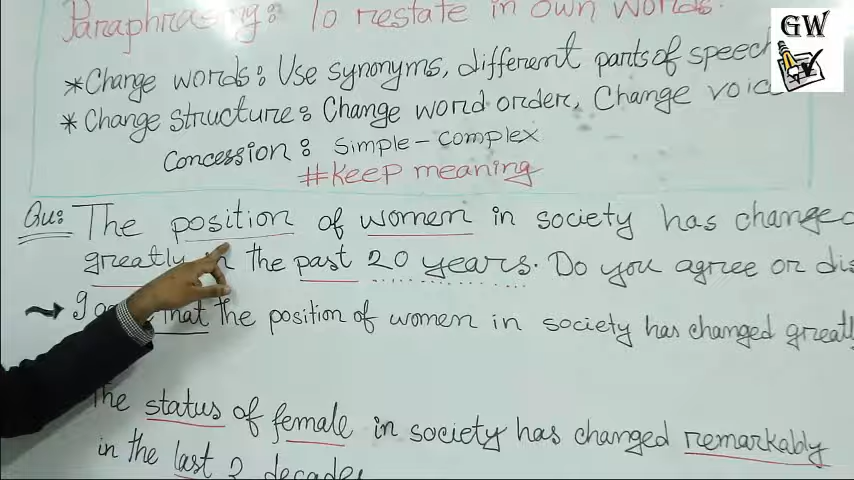 Paraphrasing: To restate in own words.
GW
*Change words: Use synonyms, different parts of speech
*Change structure: Change word order, Change voice
Concession: Simple-complex
#Keep meaning
Qu: The position of women in society has changed
greatly in the past 20 years. Do you agree or dis
I agree that the position of women in society has changed greatly
The status of female in society has changed remarkably
in the last 2 decades